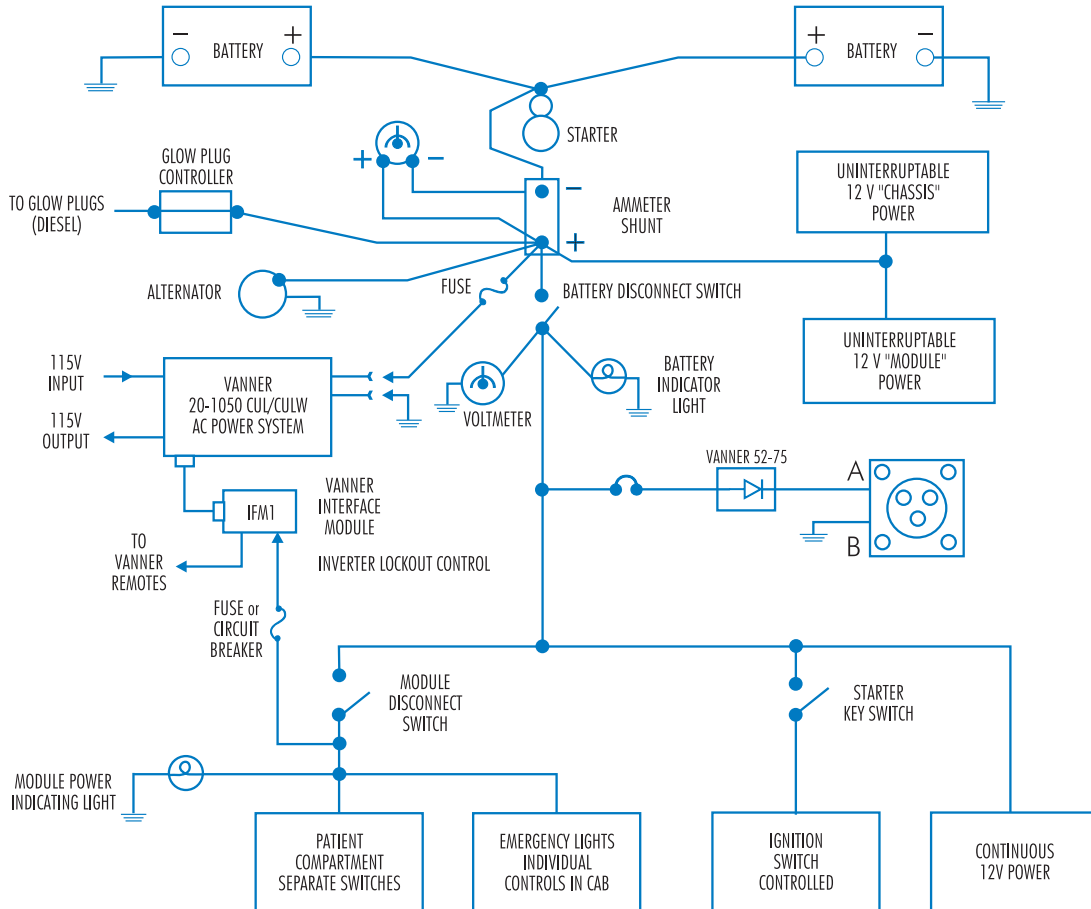 − BATTERY +
+ BATTERY −
STARTER
GLOW PLUG
CONTROLLER
+ −
TO GLOW PLUGS
(DIESEL)
−
AMMETER
SHUNT
+
UNINTERRUPTABLE
12 V "CHASSIS"
POWER
ALTERNATOR
FUSE
BATTERY DISCONNECT SWITCH
UNINTERRUPTABLE
12 V "MODULE"
POWER
115V
INPUT
115V
OUTPUT
VANNER
20-1050 CUL/CULW
AC POWER SYSTEM
VOLTMETER
BATTERY
INDICATOR
LIGHT
VANNER 52-75
A
B
IFM1
VANNER
INTERFACE
MODULE
TO
VANNER
REMOTES
INVERTER LOCKOUT CONTROL
FUSE or
CIRCUIT
BREAKER
MODULE
DISCONNECT
SWITCH
STARTER
KEY SWITCH
MODULE POWER
INDICATING LIGHT
PATIENT
COMPARTMENT
SEPARATE SWITCHES
EMERGENCY LIGHTS
INDIVIDUAL
CONTROLS IN CAB
IGNITION
SWITCH
CONTROLLED
CONTINUOUS
12V POWER